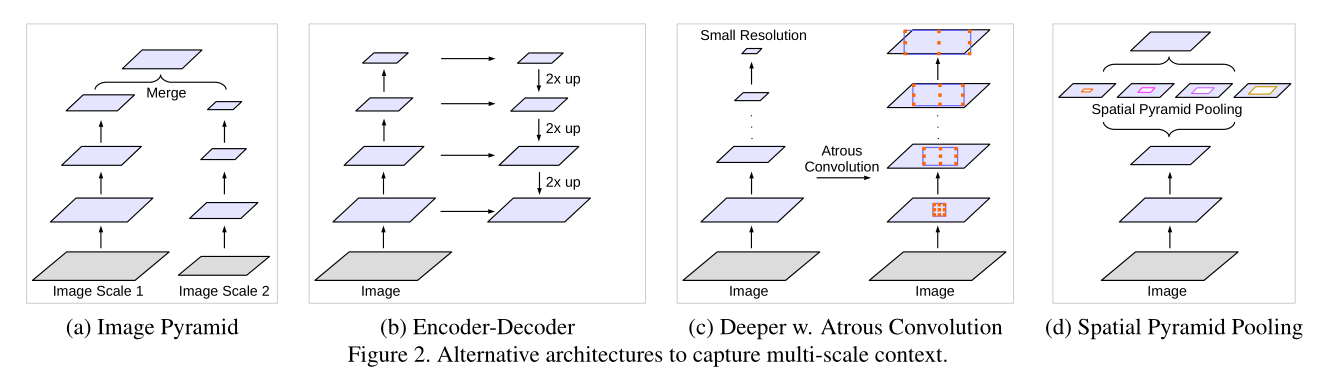 Merge
Image Scale 1
Image Scale 2
(a) Image Pyramid
2x up
2x up
2x up
Image
(b) Encoder-Decoder
Small Resolution
Atrous
Convolution
Image
Image
(c) Deeper w. Atrous Convolution
Spatial Pyramid Pooling
Image
(d) Spatial Pyramid Pooling
Figure 2. Alternative architectures to capture multi-scale context.